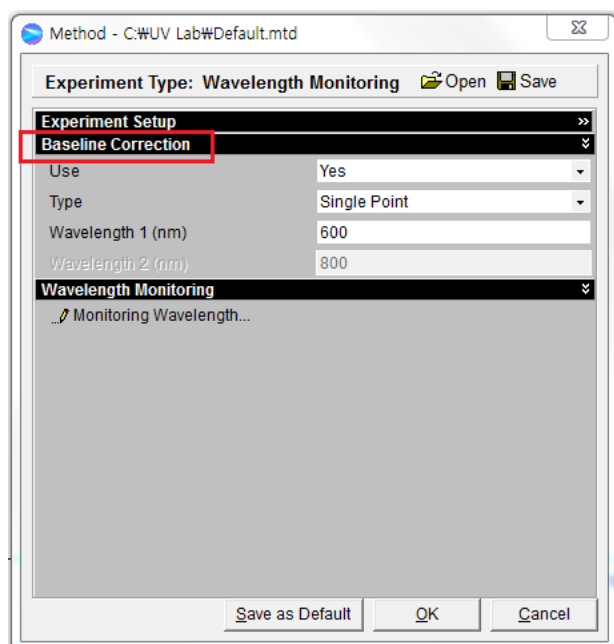 Method - C:₩UV Lab₩Default.mtd
Experiment Type: Wavelength Monitoring Open Save
Experiment Setup
Baseline Correction
Use Yes
Type Single Point
Wavelength 1 (nm) 600
Wavelength 2 (nm) 800
Wavelength Monitoring
Monitoring Wavelength...
Save as Default OK Cancel